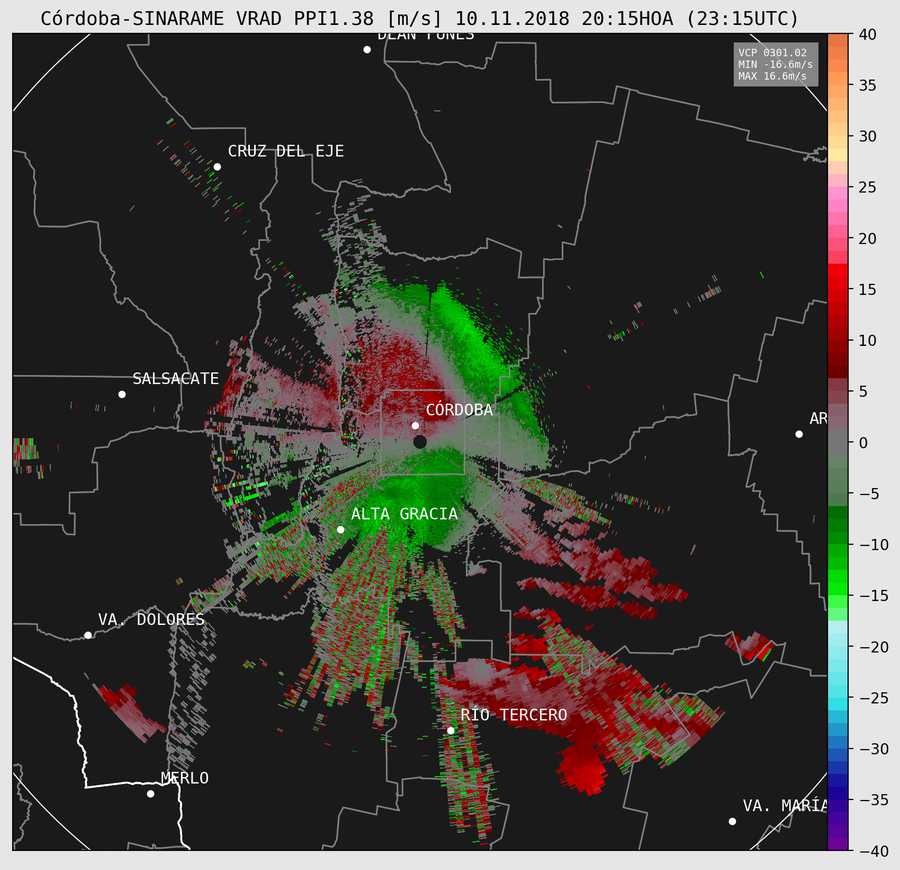 Córdoba-SINARAME VRAD PPI1.38 [m/s] 10.11.2018 20:15HOA (23:15UTC)
DEAN FUNES
VCP 0301.02
MIN -16.6m/s
MAX 16.6m/s
CRUZ DEL EJE
SALSACATE
CÓRDOBA
AR
ALTA GRACIA
VA. DOLORES
RÍO TERCERO
MERLO
VA. MARÍA
40
35
30
25
20
15
10
5
0
−5
−10
−15
−20
−25
−30
−35
−40